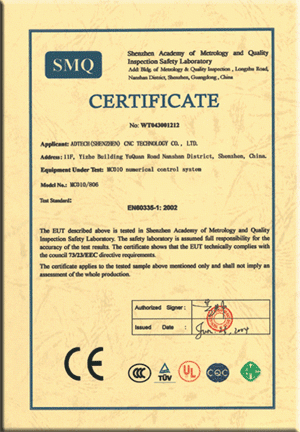 SMQ
Shenzhen Academy of Metrology and Quality
Inspection Safety Laboratory
Add: Bldg. of Metrology & Quality Inspection , Longzhu Road,
Nanshan District, Shenzhen, Guangdong , China
CERTIFICATE
No: WT043001212
Applicant: ADTECH(SHENZHEN) CNC TECHNOLOGY CO., LTD.
Address: 11F, Yizhe Building YuQuan Road Nanshan District, Shenzhen, China.
Equipment Under Test: MC010 numerical control system
Model No.: MC010/806
Test Standard:
EN60335-1: 2002
The EUT described above is tested in Shenzhen Academy of Metrology and Quality
Inspection Safety Laboratory. The safety laboratory is assumed full responsibility for the
accuracy of the test results. The certificate shows that the EUT technically complies with
the council 73/23/EEC directive requirements.
The certificate applies to the tested sample above mentioned only and shall not imply an
assessment of the whole production.
Authorized Signer :
Issued Date :
2004
CE
CCC
TÜV
UL
CQC